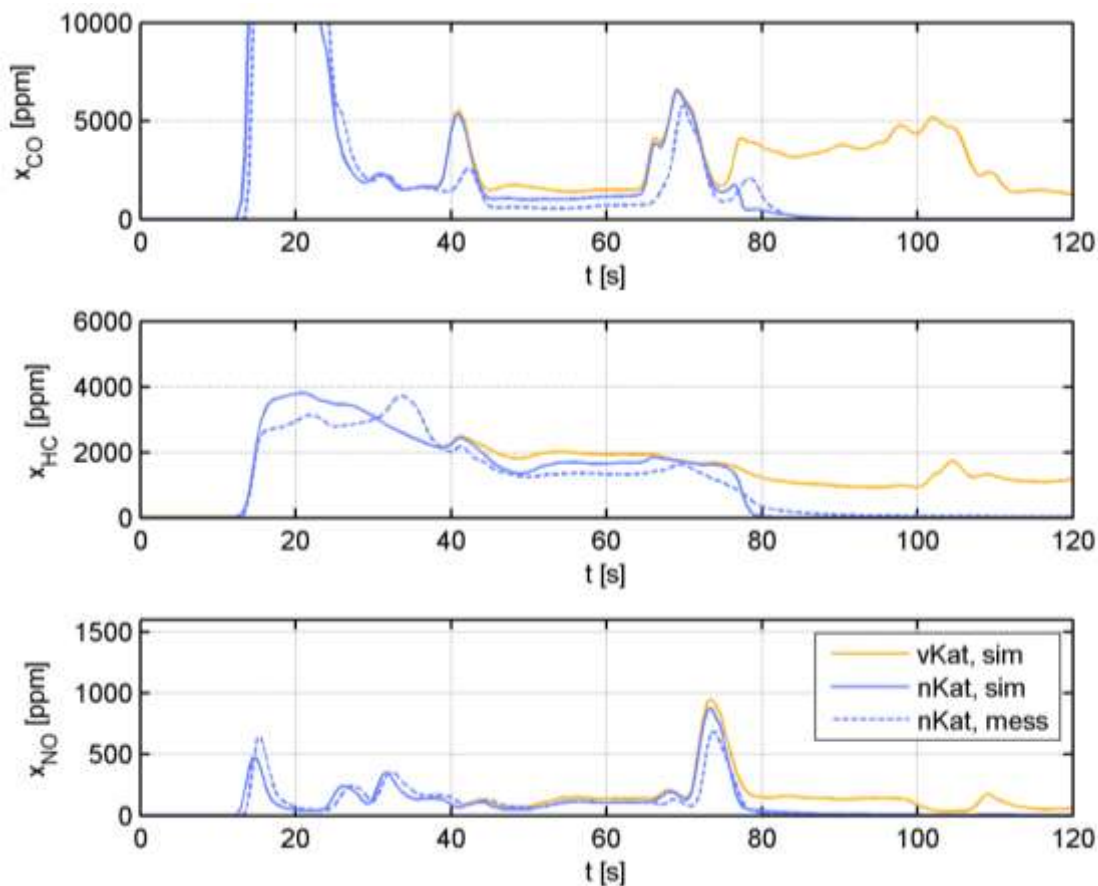 10000
5000
0
x_CO [ppm]
0 20 40 60 80 100 120
t [s]
6000
4000
2000
0
x_HC [ppm]
0 20 40 60 80 100 120
t [s]
1500
1000
500
0
x_NO [ppm]
vKat, sim
nKat, sim
nKat, mess
0 20 40 60 80 100 120
t [s]